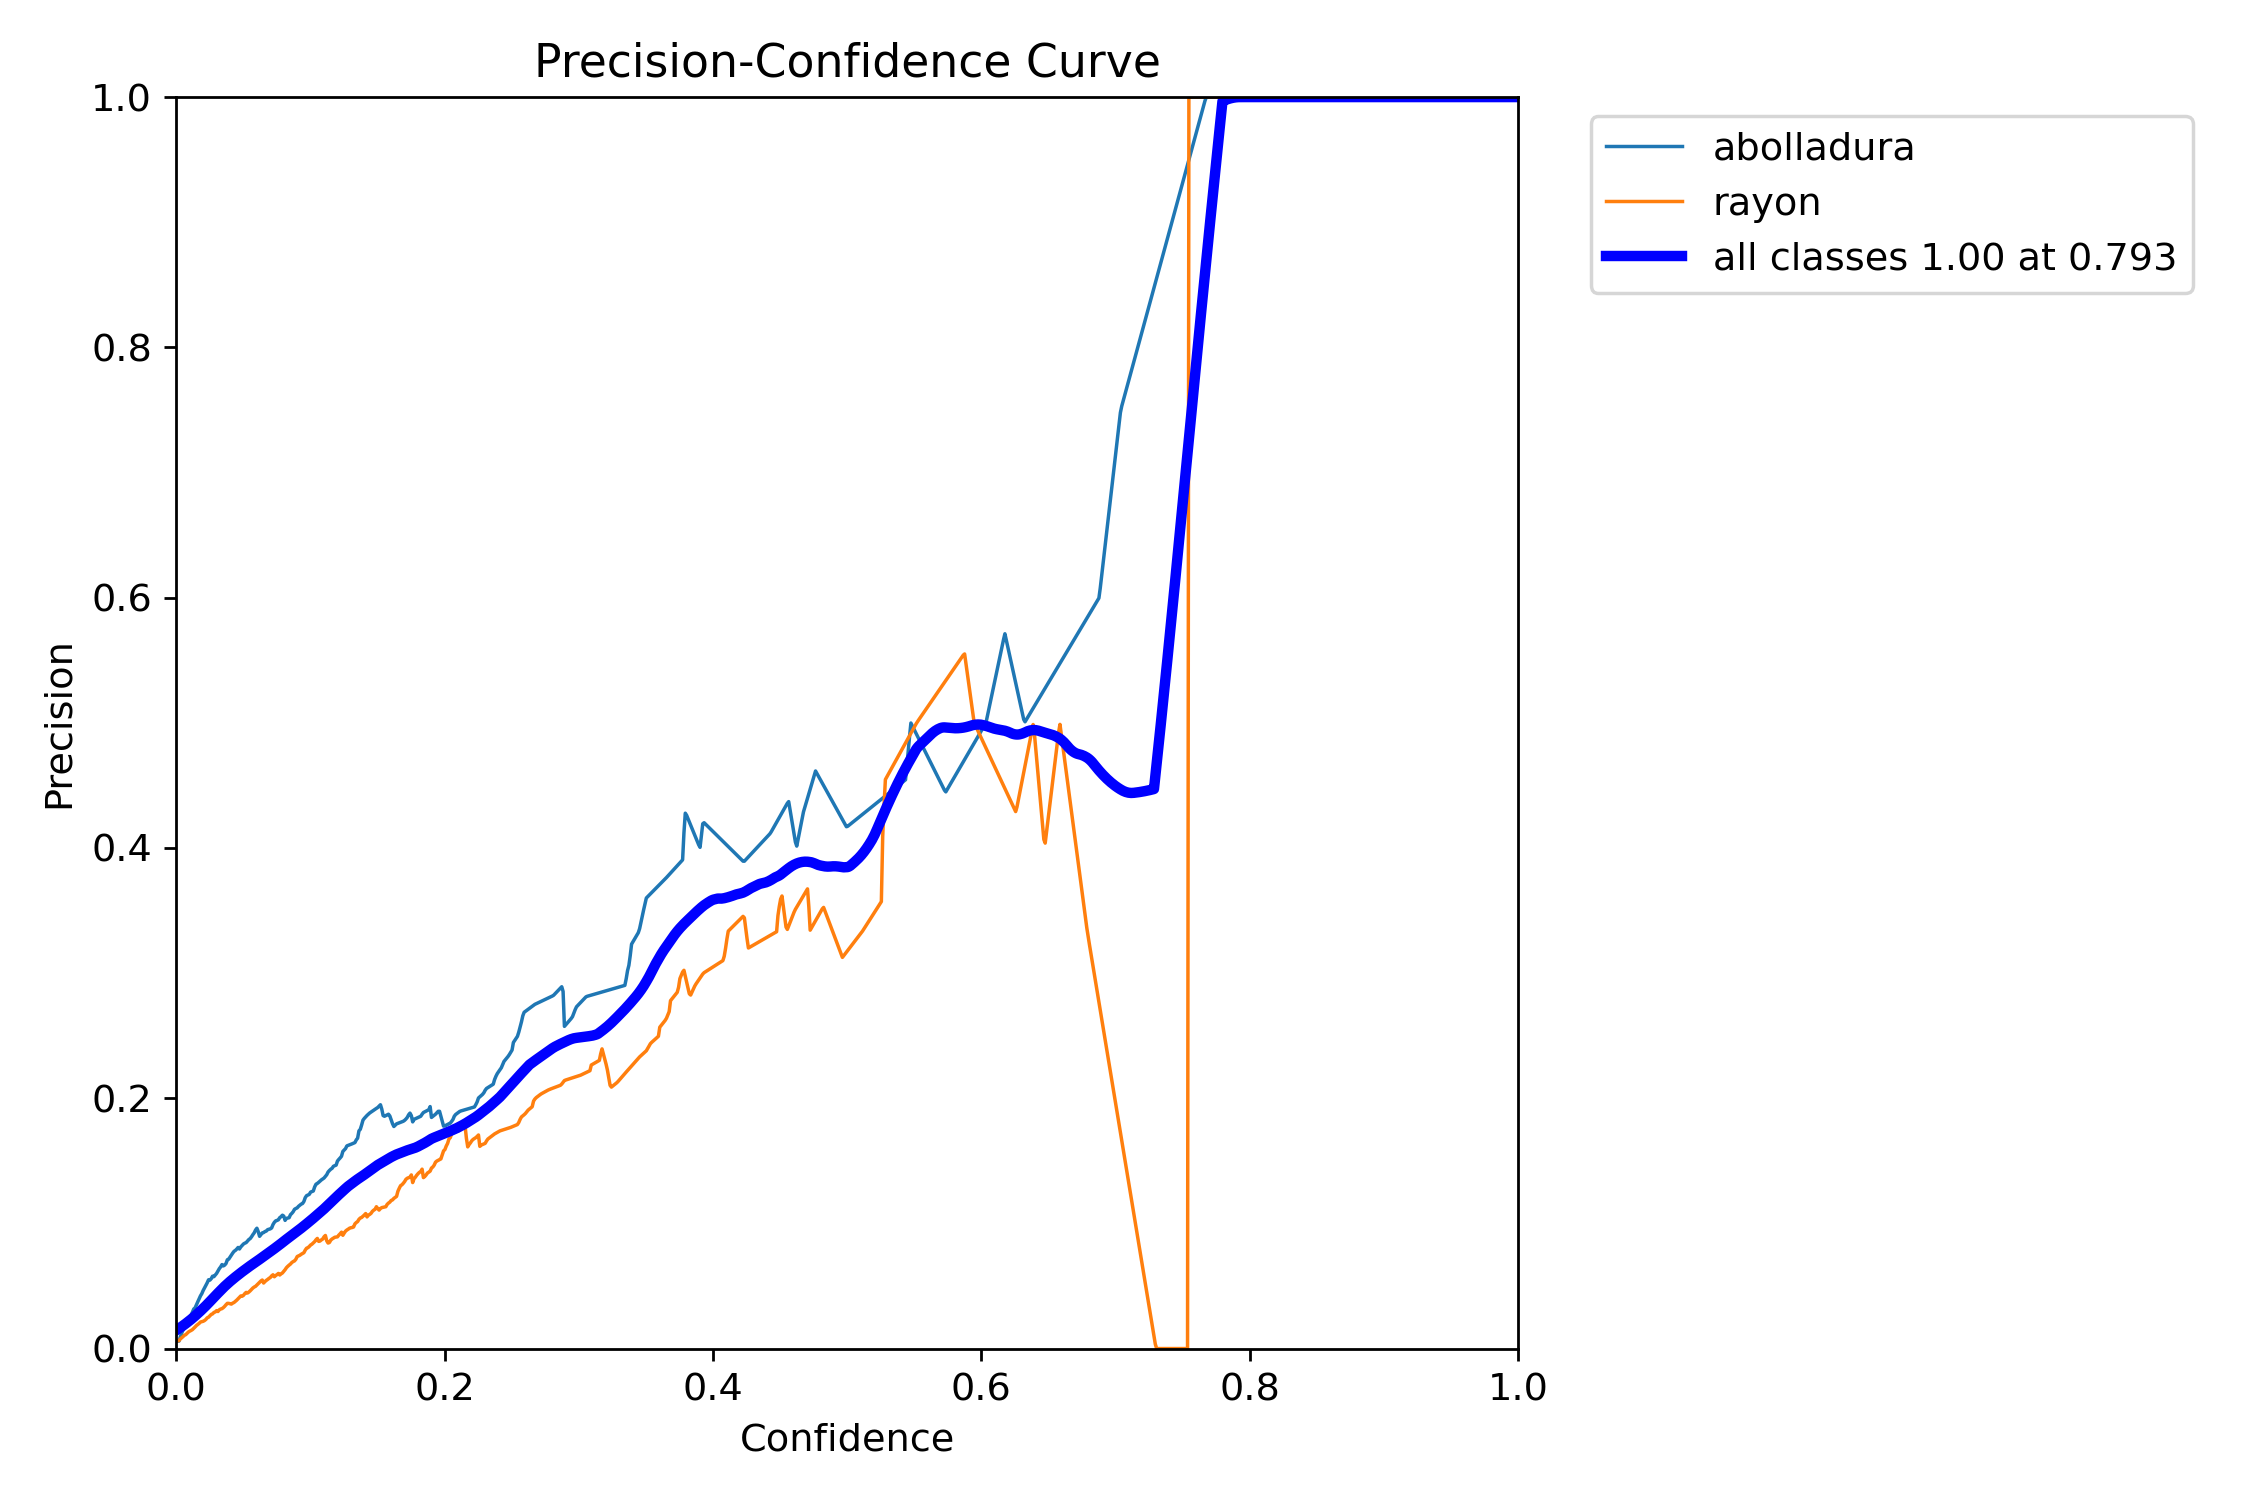 Precision-Confidence Curve
1.0
0.8
0.6
0.4
0.2
0.0
Precision
0.0 0.2 0.4 0.6 0.8 1.0
Confidence
abolladura
rayon
all classes 1.00 at 0.793